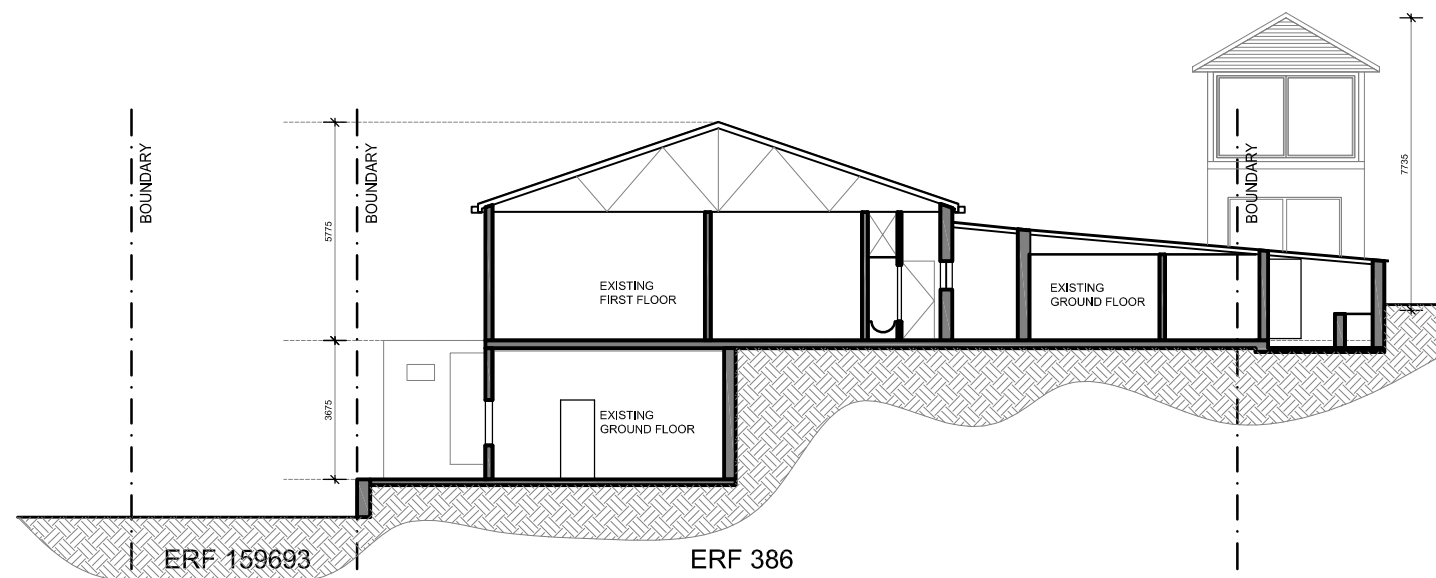 BOUNDARY
BOUNDARY
BOUNDARY
7735
5775
EXISTING
FIRST FLOOR
EXISTING
GROUND FLOOR
3675
EXISTING
GROUND FLOOR
ERF 159693
ERF 386